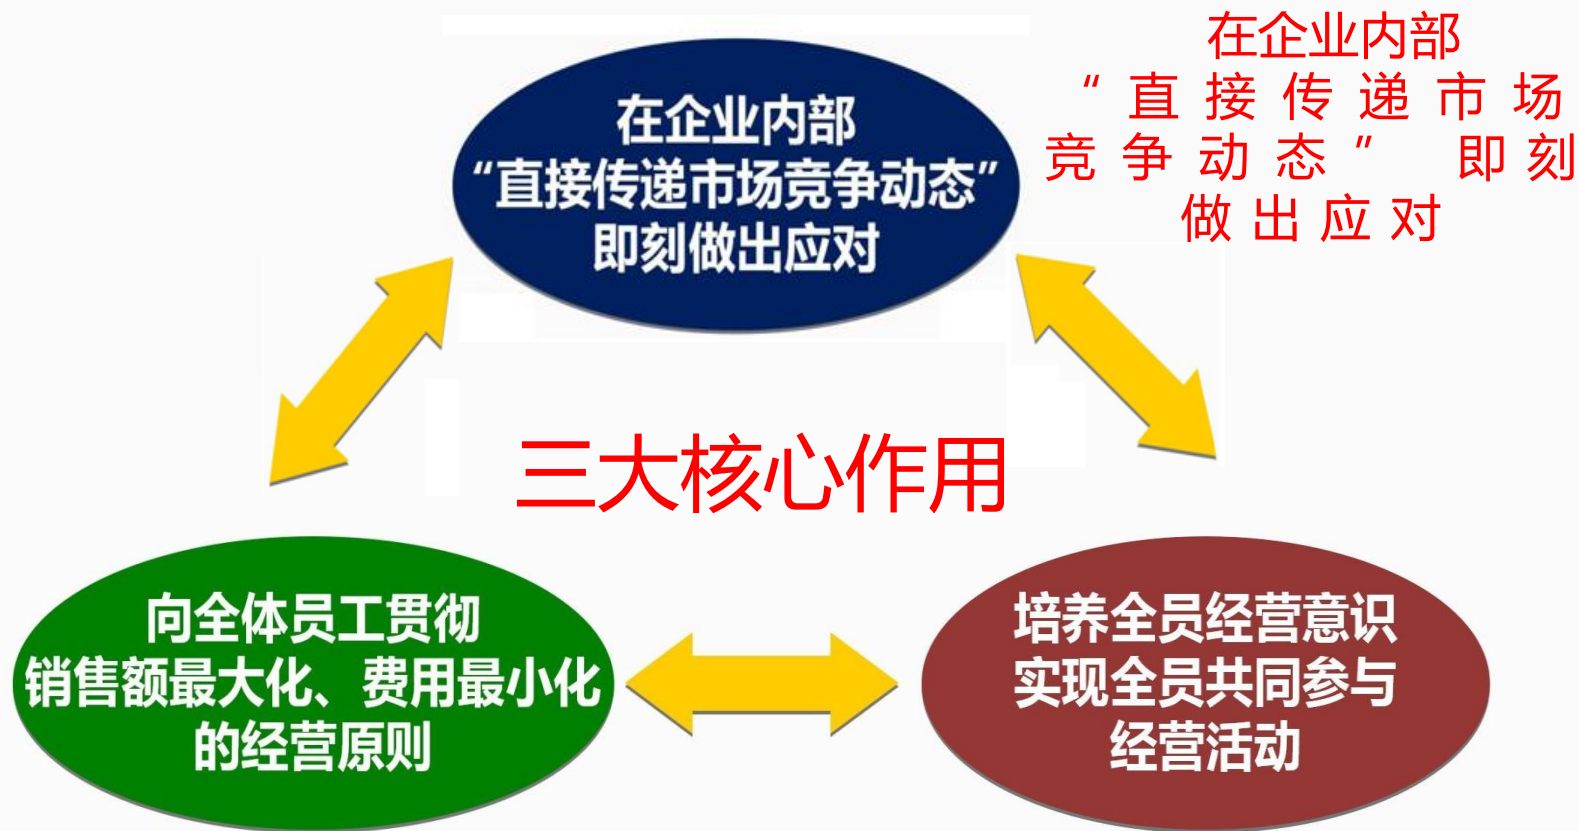 在企业内部
“直接传递市场竞争动态”
即刻做出应对
在企业内部
“直接传递市场
竞争动态” 即刻
做出应对
三大核心作用
向全体员工贯彻
销售额最大化、费用最小化
的经营原则
培养全员经营意识
实现全员共同参与
经营活动